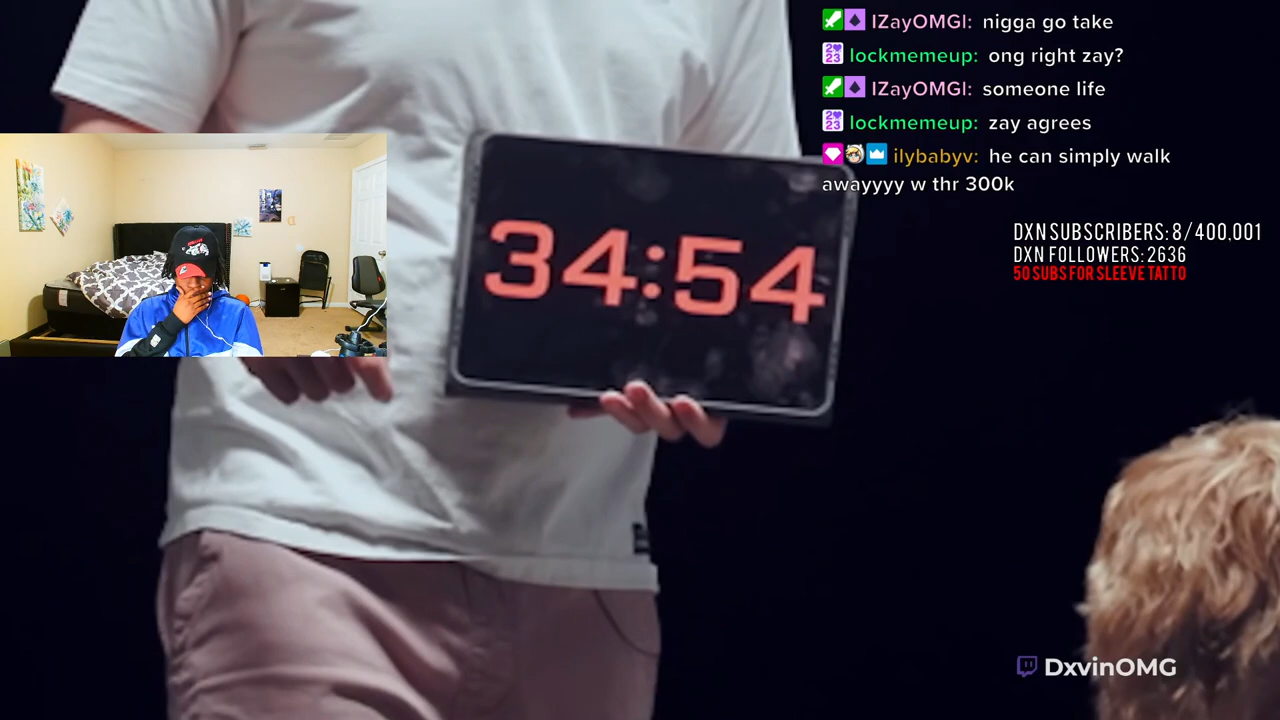 IZayOMGI: nigga go take
lockmemeup: ong right zay?
IZayOMGI: someone life
lockmemeup: zay agrees
ilybabyv: he can simply walk
awayyyy w thr 300k
DXN SUBSCRIBERS: 8/400,001
DXN FOLLOWERS: 2636
50 SUBS FOR SLEEVE TATTO
34:54
DxvinOMG